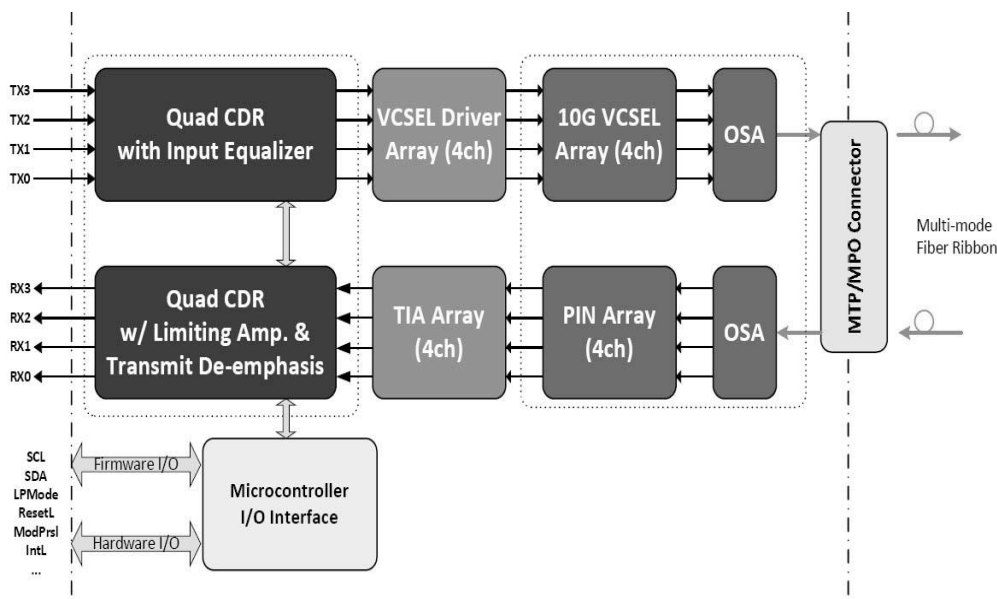 TX3
TX2
TX1
TX0
Quad CDR
with Input Equalizer
VCSEL Driver
Array (4ch)
10G VCSEL
Array (4ch)
OSA
MTP/MPO Connector
Multi-mode
Fiber Ribbon
RX3
RX2
RX1
RX0
Quad CDR
w/ Limiting Amp. &
Transmit De-emphasis
TIA Array
(4ch)
PIN Array
(4ch)
OSA
SCL
SDA
LPMode
ResetL
ModPrsl
IntL
...
Firmware I/O
Hardware I/O
Microcontroller
I/O Interface